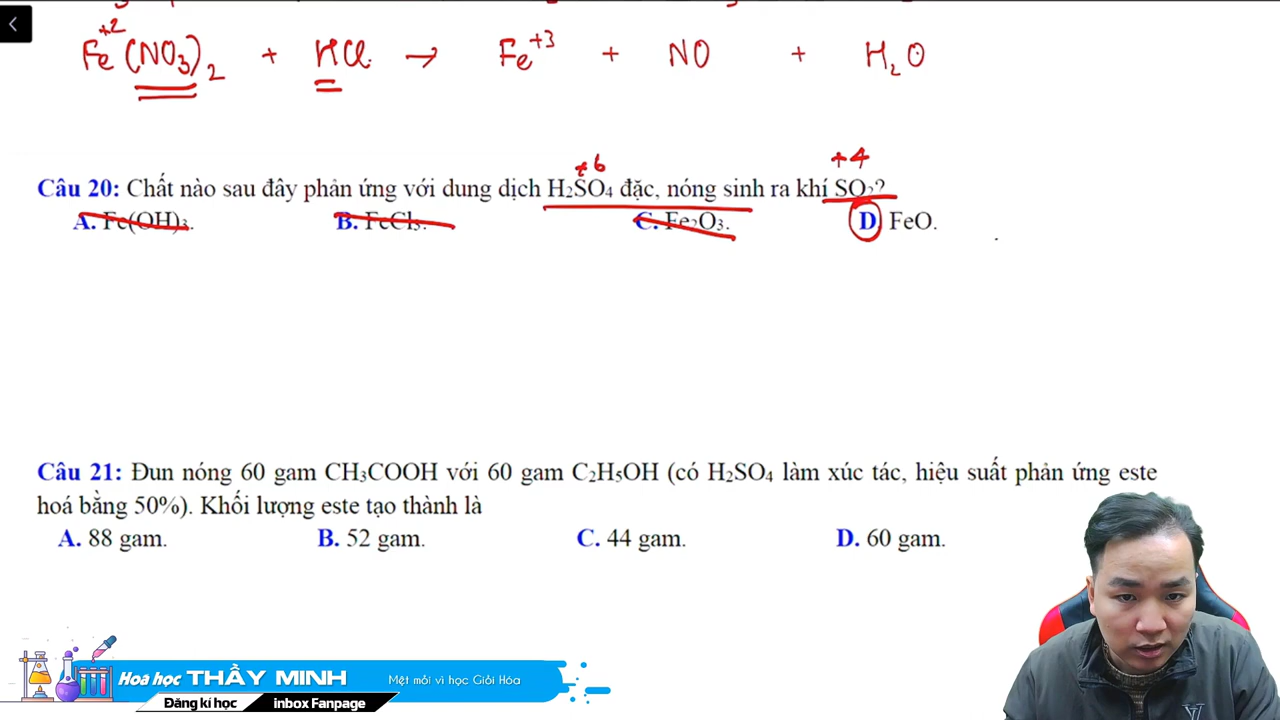 Fe⁺²(NO₃)₂ + HCl → Fe⁺³ + NO + H₂O
+6 +4
Câu 20: Chất nào sau đây phản ứng với dung dịch H₂SO₄ đặc, nóng sinh ra khí SO₂?
A. Fe(OH)₃. B. FeCl₃. C. Fe₂O₃. D. FeO.
Câu 21: Đun nóng 60 gam CH₃COOH với 60 gam C₂H₅OH (có H₂SO₄ làm xúc tác, hiệu suất phản ứng este
hoá bằng 50%). Khối lượng este tạo thành là
A. 88 gam. B. 52 gam. C. 44 gam. D. 60 gam.
Hoá học THẦY MINH Mệt mỏi vì học Giỏi Hóa
Đăng kí học inbox Fanpage